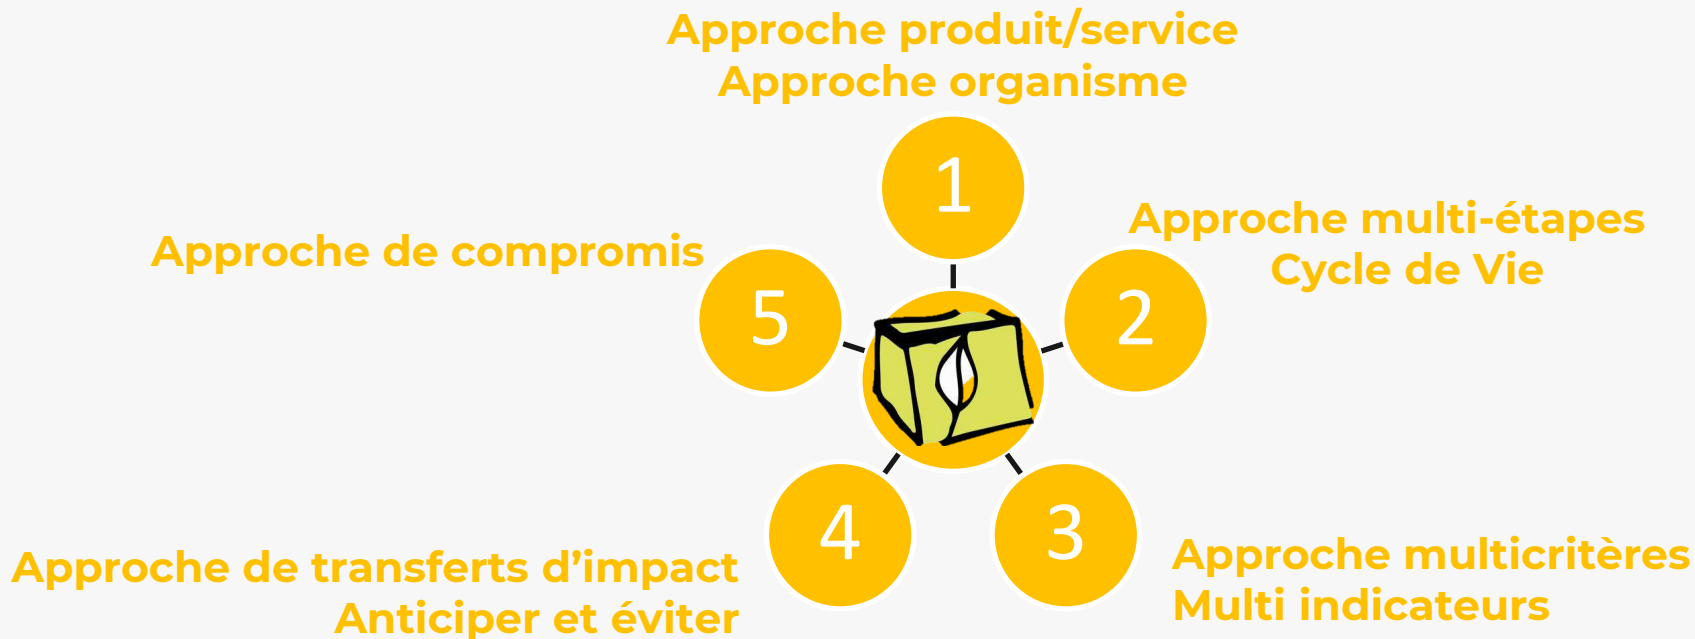 Approche produit/service
Approche organisme
1
Approche multi-étapes
Cycle de Vie
2
Approche multicritères
Multi indicateurs
3
Approche de transferts d’impact
Anticiper et éviter
4
Approche de compromis
5